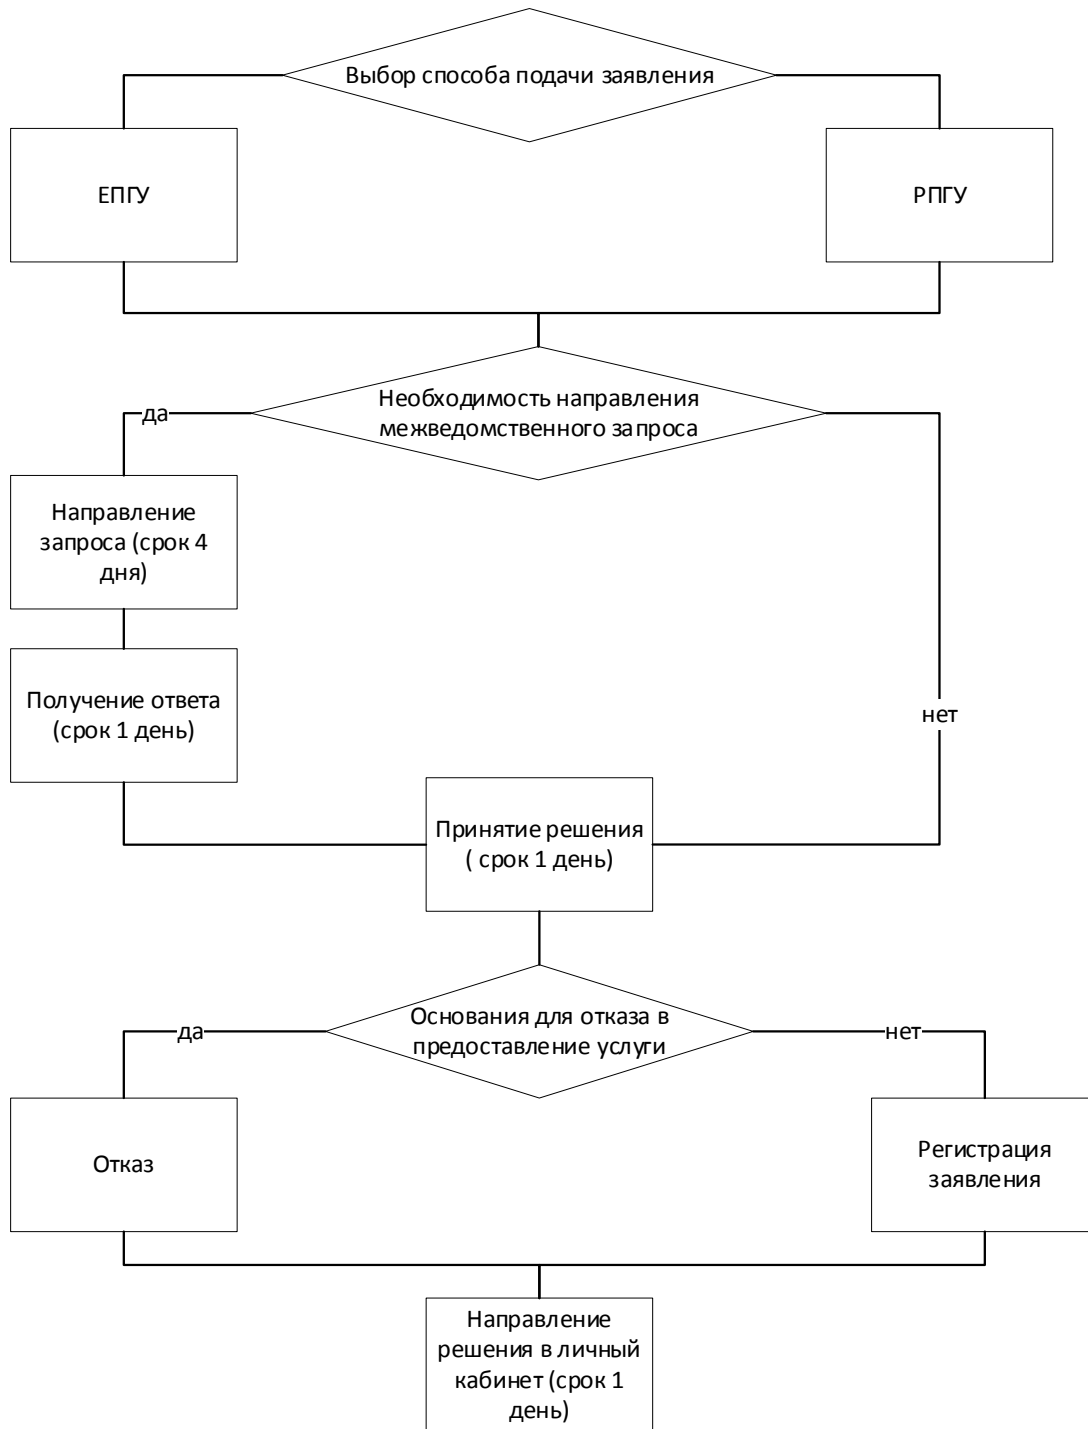 Выбор способа подачи заявления
ЕПГУ
РПГУ
Необходимость направления
межведомственного запроса
да
Направление
запроса (срок 4
дня)
Получение ответа
(срок 1 день)
нет
Принятие решения
( срок 1 день)
Основания для отказа в
предоставление услуги
да
нет
Отказ
Регистрация
заявления
Направление
решения в личный
кабинет (срок 1
день)